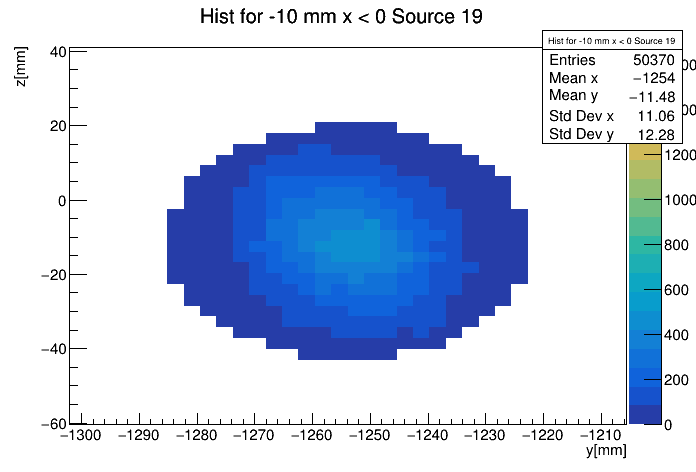 Hist for -10 mm x < 0 Source 19
Hist for -10 mm x < 0 Source 19
Entries 50370
Mean x −1254
Mean y −11.48
Std Dev x 11.06
Std Dev y 12.28
z[mm]
40
20
0
−20
−40
−60
−1300 −1290 −1280 −1270 −1260 −1250 −1240 −1230 −1220 −1210
y[mm]
1200
1000
800
600
400
200
0